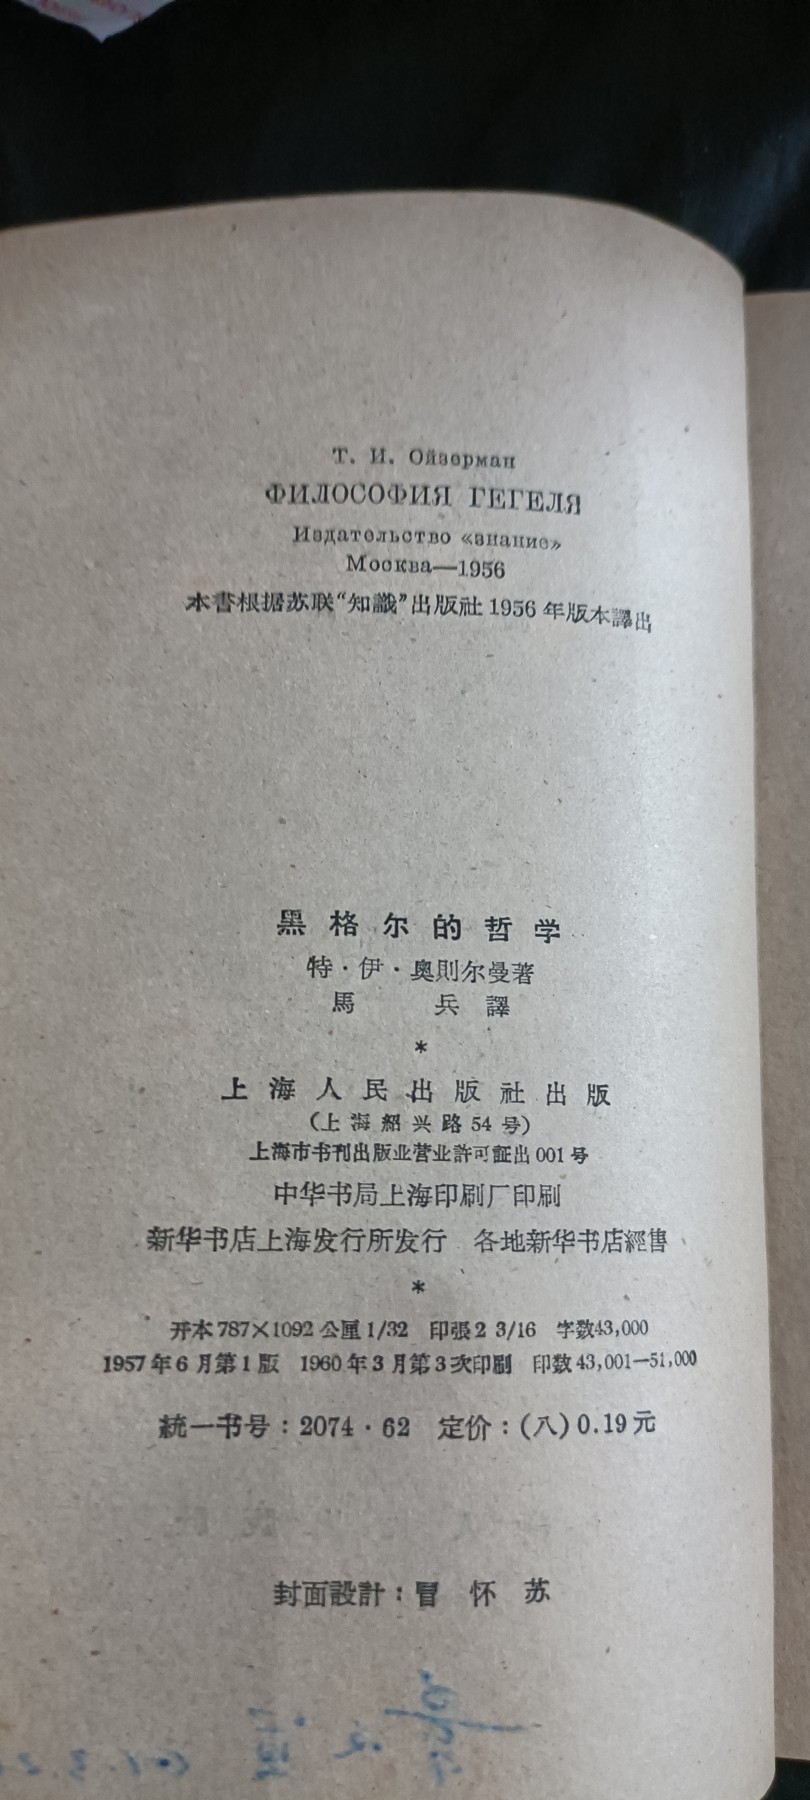 Т. И. Ойзерман
ФИЛОСОФИЯ ГЕГЕЛЯ
Издательство «знание»
Москва—1956
本書根据苏联“知識”出版社1956年版本譯出
黑格尔的哲学
特·伊·奥則尔曼著
馬兵譯
*
上海人民出版社出版
(上海紹兴路54号)
上海市书刊出版业营业許可証出001号
中华书局上海印刷厂印刷
新华书店上海发行所发行 各地新华书店經售
*
开本787×1092公厘1/32 印張2 3/16 字数43,000
1957年6月第1版 1960年3月第3次印刷 印数43,001—51,000
統一书号:2074·62 定价:(八)0.19元
封面設計:冒怀苏